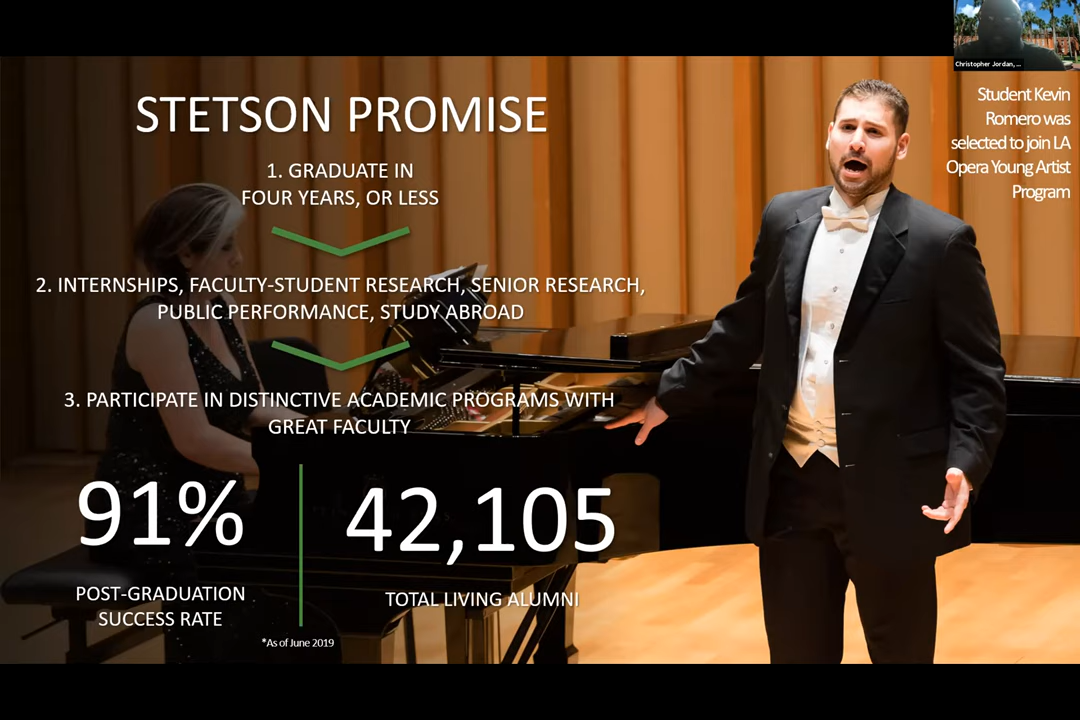 Christopher Jordan, ...
STETSON PROMISE
1. GRADUATE IN
FOUR YEARS, OR LESS
2. INTERNSHIPS, FACULTY-STUDENT RESEARCH, SENIOR RESEARCH,
PUBLIC PERFORMANCE, STUDY ABROAD
3. PARTICIPATE IN DISTINCTIVE ACADEMIC PROGRAMS WITH
GREAT FACULTY
91%
POST-GRADUATION
SUCCESS RATE
42,105
TOTAL LIVING ALUMNI
*As of June 2019
Student Kevin
Romero was
selected to join LA
Opera Young Artist
Program